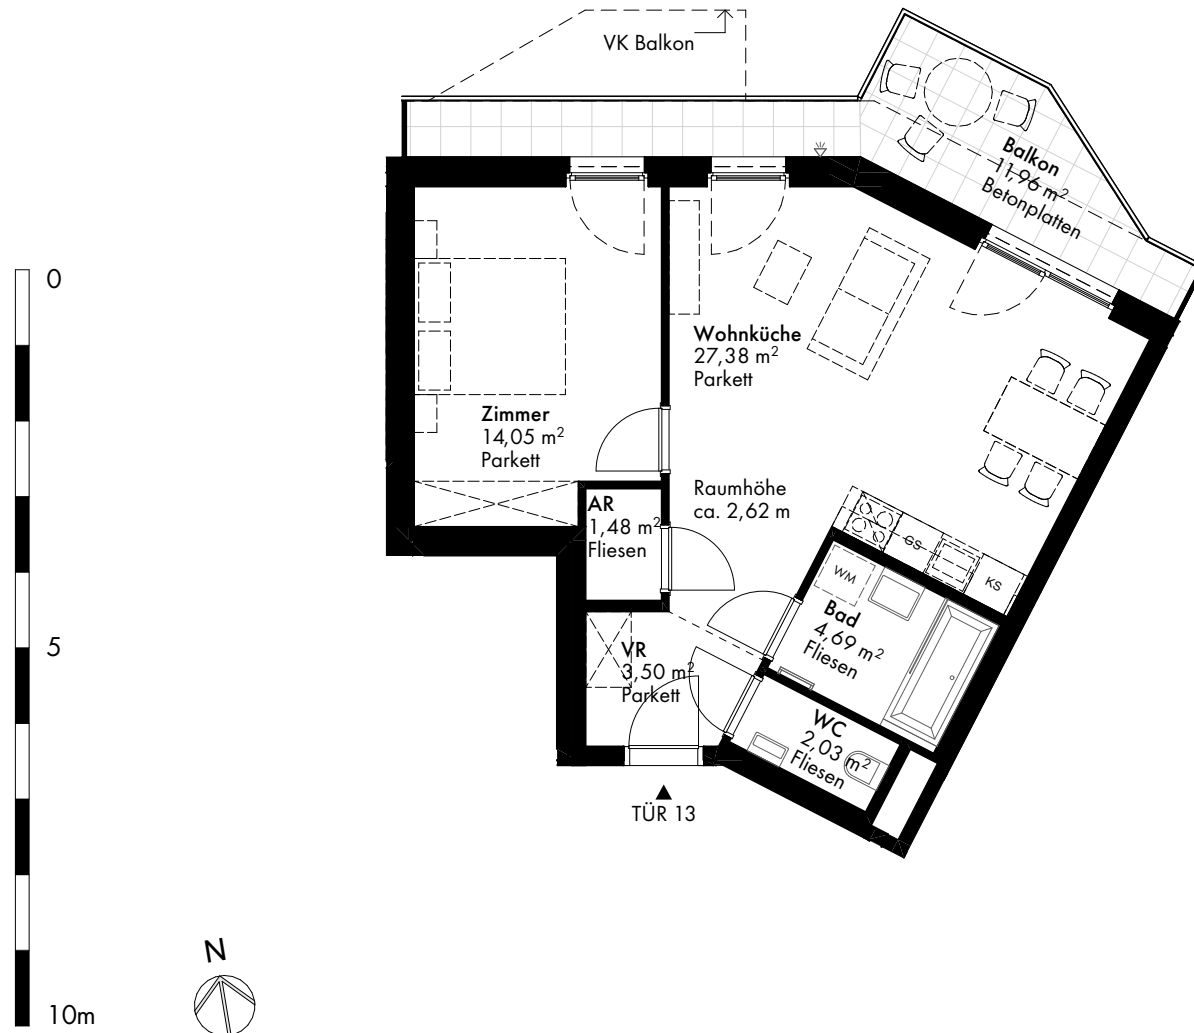 VK Balkon
Balkon
11,96 m²
Betonplatten
0
Wohnküche
27,38 m²
Parkett
Zimmer
14,05 m²
Parkett
Raumhöhe
ca. 2,62 m
AR
1,48 m²
Fliesen
GS
KS
WM
Bad
4,69 m²
Fliesen
5
VR
3,50 m²
Parkett
WC
2,03 m²
Fliesen
TÜR 13
N
10m